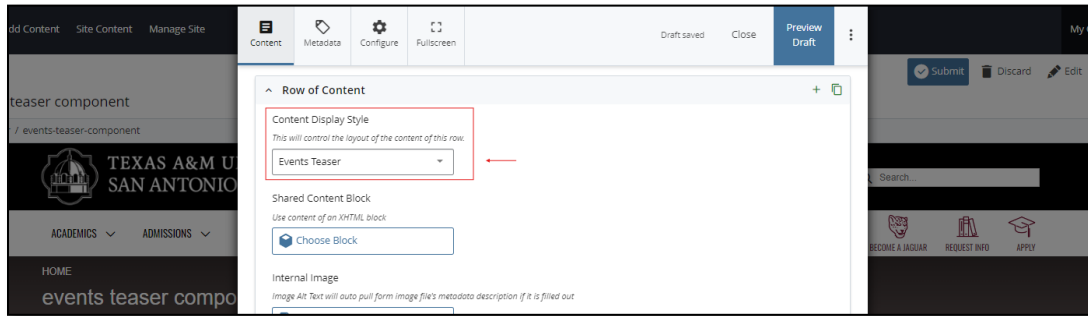 dd Content Site Content Manage Site
Content Metadata Configure Fullscreen
Draft saved Close Preview Draft
My
Submit Discard Edit
teaser component
/ events-teaser-component
Row of Content
Content Display Style
This will control the layout of the content of this row.
Events Teaser
TEXAS A&M U
SAN ANTONIO
Search...
Shared Content Block
Use content of an XHTML block
Choose Block
ACADEMICS ADMISSIONS
BECOME A JAGUAR REQUEST INFO APPLY
HOME
events teaser compo
Internal Image
Image Alt Text will auto pull form image file's metadata description if it is filled out